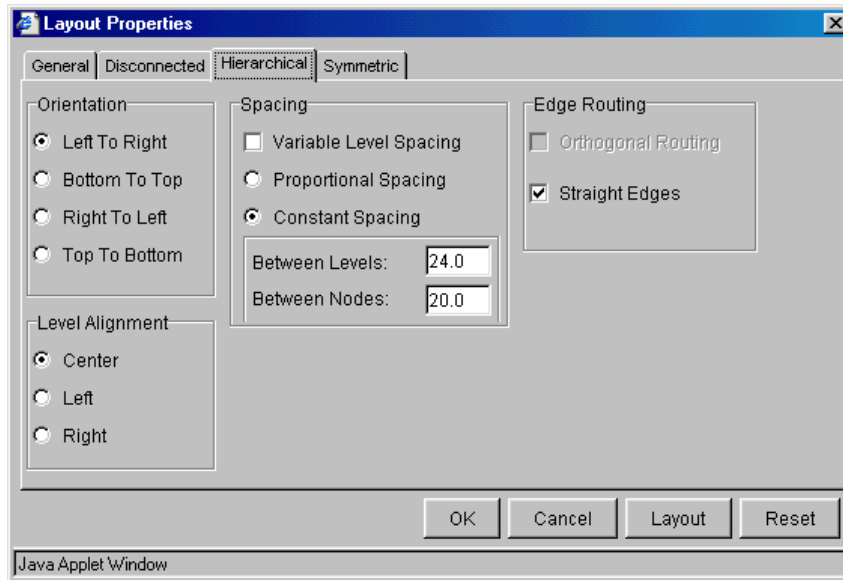 Layout Properties
General Disconnected Hierarchical Symmetric
Orientation
Left To Right
Bottom To Top
Right To Left
Top To Bottom
Level Alignment
Center
Left
Right
Spacing
Variable Level Spacing
Proportional Spacing
Constant Spacing
Between Levels: 24.0
Between Nodes: 20.0
Edge Routing
Orthogonal Routing
Straight Edges
OK Cancel Layout Reset
Java Applet Window